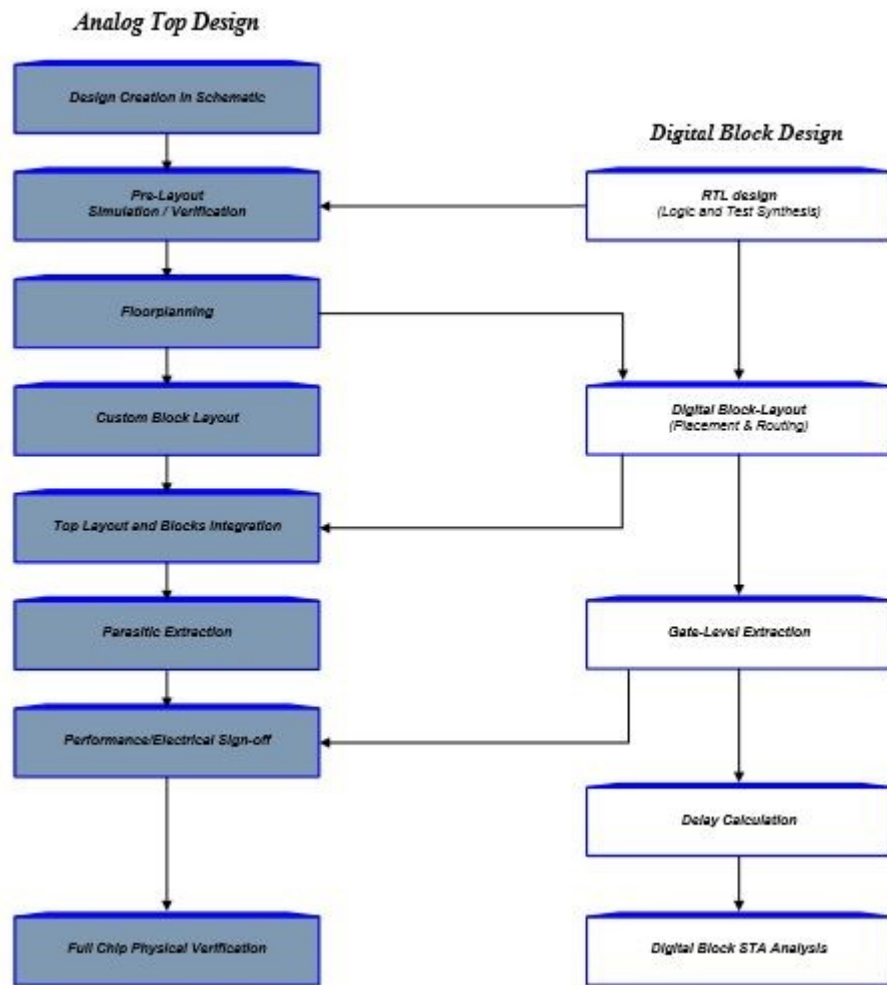 Analog Top Design
Design Creation in Schematic
Pre-Layout
Simulation / Verification
Floorplanning
Custom Block Layout
Top Layout and Blocks Integration
Parasitic Extraction
Performance/Electrical Sign-off
Full Chip Physical Verification
Digital Block Design
RTL design
(Logic and Test Synthesis)
Digital Block-Layout
(Placement & Routing)
Gate-Level Extraction
Delay Calculation
Digital Block STA Analysis